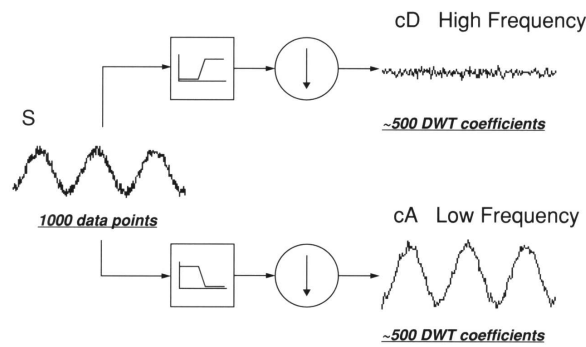 cD High Frequency
~500 DWT coefficients
S
1000 data points
cA Low Frequency
~500 DWT coefficients